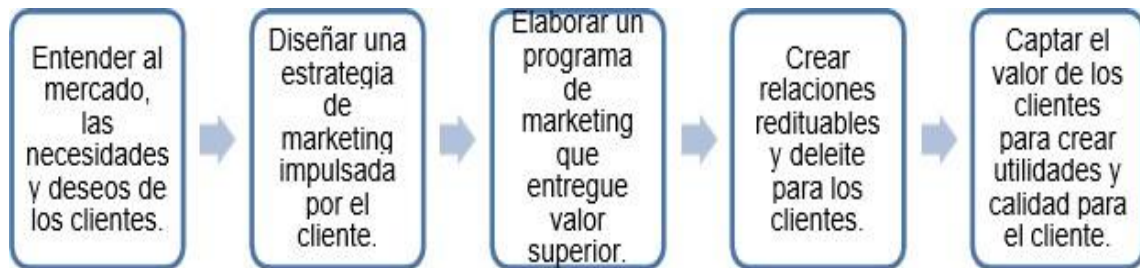 Entender al
mercado,
las
necesidades
y deseos de
los clientes.
Diseñar una
estrategia
de
marketing
impulsada
por el
cliente.
Elaborar un
programa
de
marketing
que
entregue
valor
superior.
Crear
relaciones
redituables
y deleite
para los
clientes.
Captar el
valor de los
clientes
para crear
utilidades y
calidad para
el cliente.